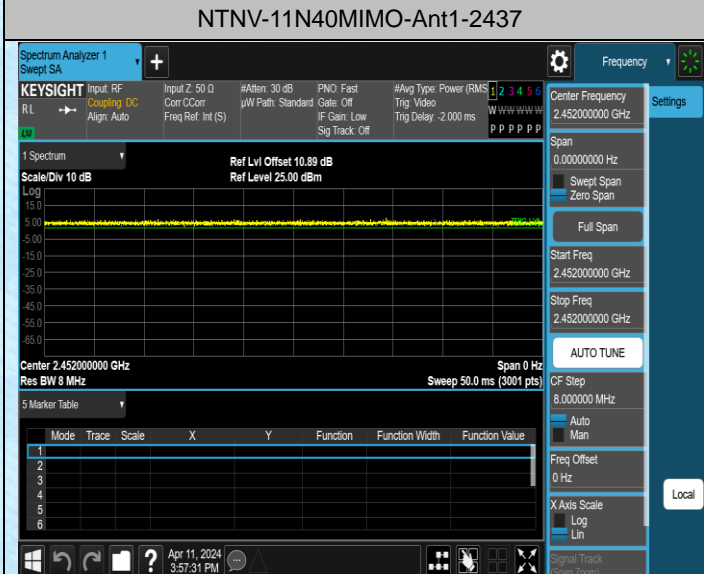 NTNV-11N40MIMO-Ant1-2437
Spectrum Analyzer 1
Swept SA
Frequency
KEYSIGHT
RL
LXI
Input: RF
Coupling: DC
Align: Auto
Input Z: 50 Ω
Corr CCorr
Freq Ref: Int (S)
#Atten: 30 dB
µW Path: Standard
PNO: Fast
Gate: Off
IF Gain: Low
Sig Track: Off
#Avg Type: Power (RMS
Trig: Video
Trig Delay: -2.000 ms
1 2 3 4 5 6
W W W W W W
P P P P P P
1 Spectrum
Scale/Div 10 dB
Ref Lvl Offset 10.89 dB
Ref Level 25.00 dBm
Log
15.0
5.00
-5.00
-15.0
-25.0
-35.0
-45.0
-55.0
-65.0
TRIG LVL
Center 2.452000000 GHz
Span 0 Hz
Res BW 8 MHz
Sweep 50.0 ms (3001 pts)
5 Marker Table
Mode Trace Scale X Y Function Function Width Function Value
1
2
3
4
5
6
Apr 11, 2024
3:57:31 PM
Center Frequency
2.452000000 GHz
Settings
Span
0.00000000 Hz
Swept Span
Zero Span
Full Span
Start Freq
2.452000000 GHz
Stop Freq
2.452000000 GHz
AUTO TUNE
CF Step
8.000000 MHz
Auto
Man
Freq Offset
0 Hz
X Axis Scale
Log
Lin
Signal Track
(Span Zoom)
Local